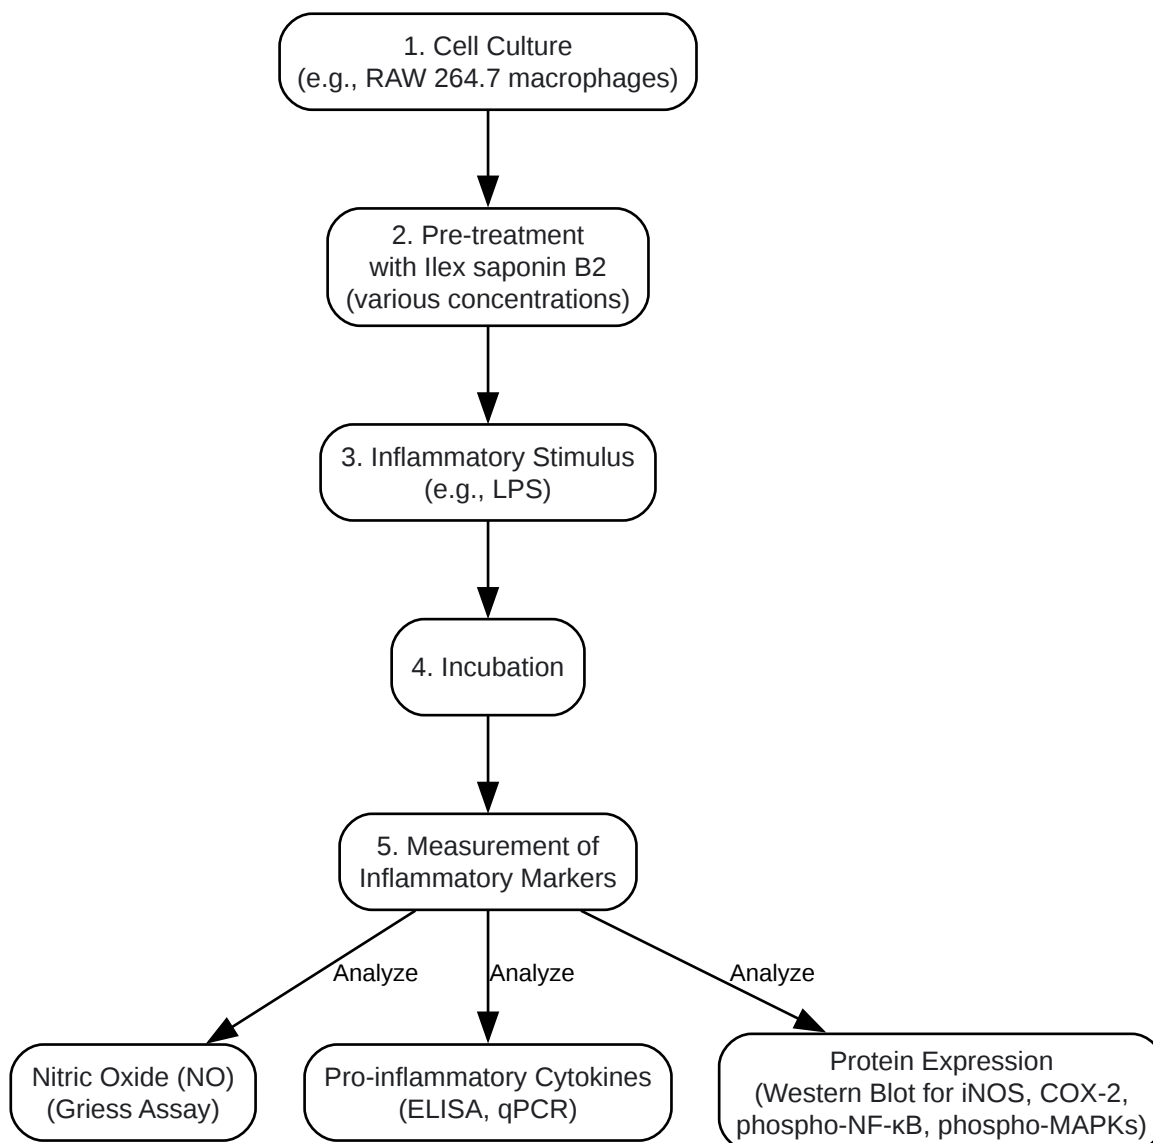 1. Cell Culture
(e.g., RAW 264.7 macrophages)
2. Pre-treatment
with Ilex saponin B2
(various concentrations)
3. Inflammatory Stimulus
(e.g., LPS)
4. Incubation
5. Measurement of
Inflammatory Markers
Analyze
Analyze
Analyze
Nitric Oxide (NO)
(Griess Assay)
Pro-inflammatory Cytokines
(ELISA, qPCR)
Protein Expression
(Western Blot for iNOS, COX-2,
phospho-NF-κB, phospho-MAPKs)